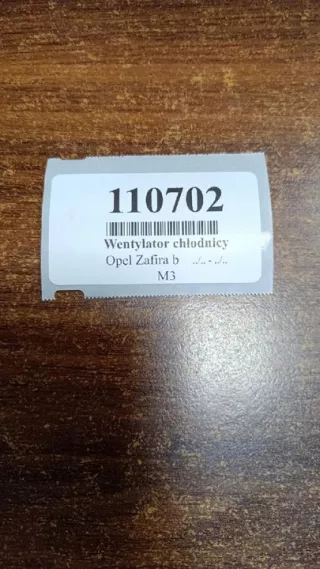 110702
Wentylator chłodnicy
Opel Zafira b ../.. - ../..
M3